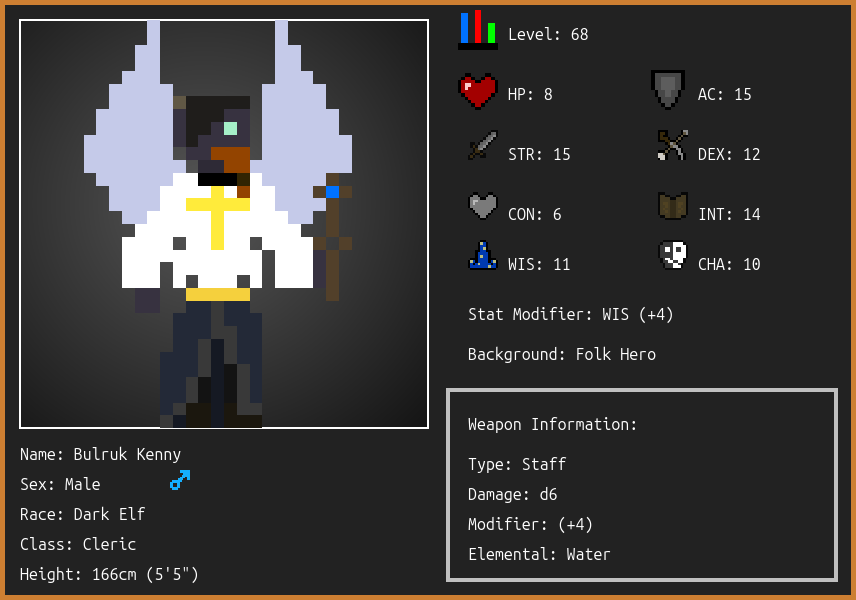 Level: 68
HP: 8
AC: 15
STR: 15
DEX: 12
CON: 6
INT: 14
WIS: 11
CHA: 10
Stat Modifier: WIS (+4)
Background: Folk Hero
Weapon Information:
Type: Staff
Damage: d6
Modifier: (+4)
Elemental: Water
Name: Bulruk Kenny
Sex: Male
Race: Dark Elf
Class: Cleric
Height: 166cm (5'5")